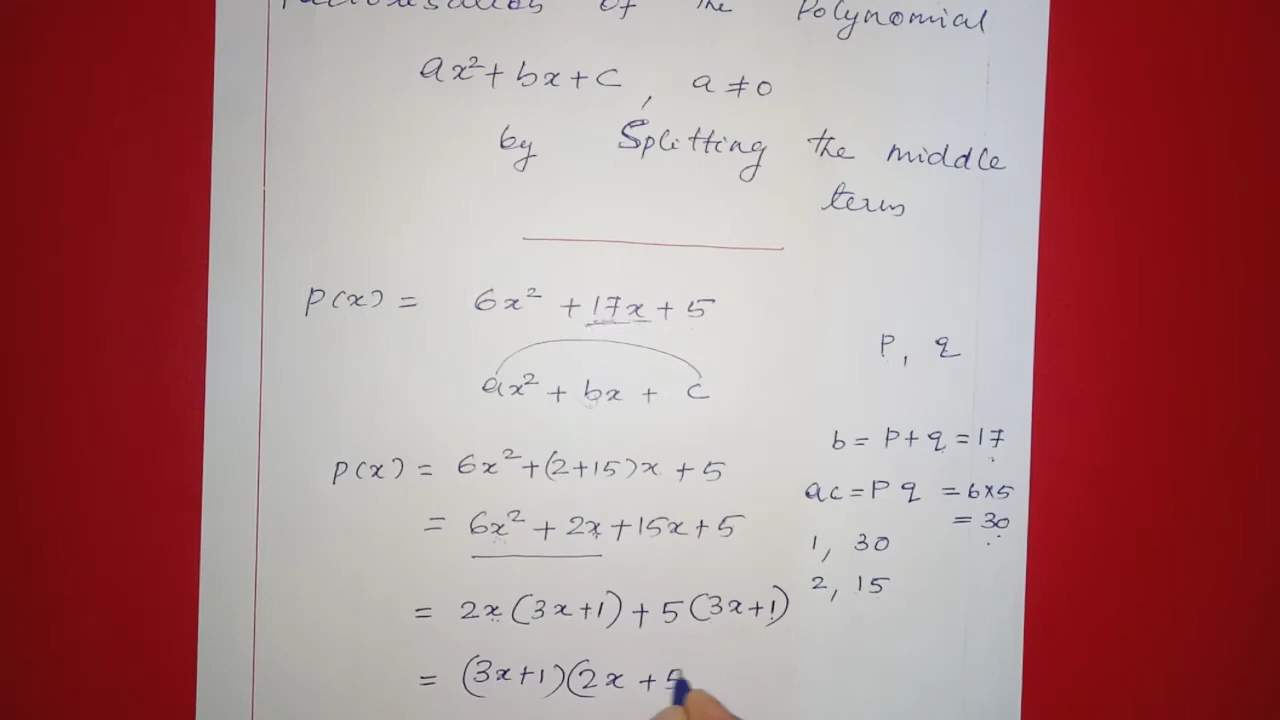 of the Polynomial
ax²+bx+c, a≠0
by Splitting the middle
term
P(x) = 6x² + 17x + 5
ax² + bx + c
P, q
b = P+q = 17
ac = P q = 6×5
= 30
1, 30
2, 15
P(x) = 6x²+(2+15)x + 5
= 6x² + 2x + 15x + 5
= 2x(3x+1) + 5(3x+1)
= (3x+1)(2x + 5